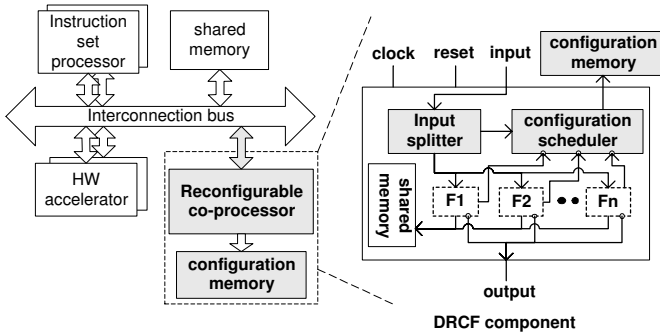 Instruction
set
processor
shared
memory
Interconnection bus
HW
accelerator
Reconfigurable
co-processor
configuration
memory
clock
reset
input
configuration
memory
Input
splitter
configuration
scheduler
shared
memory
F1
F2
Fn
output
DRCF component